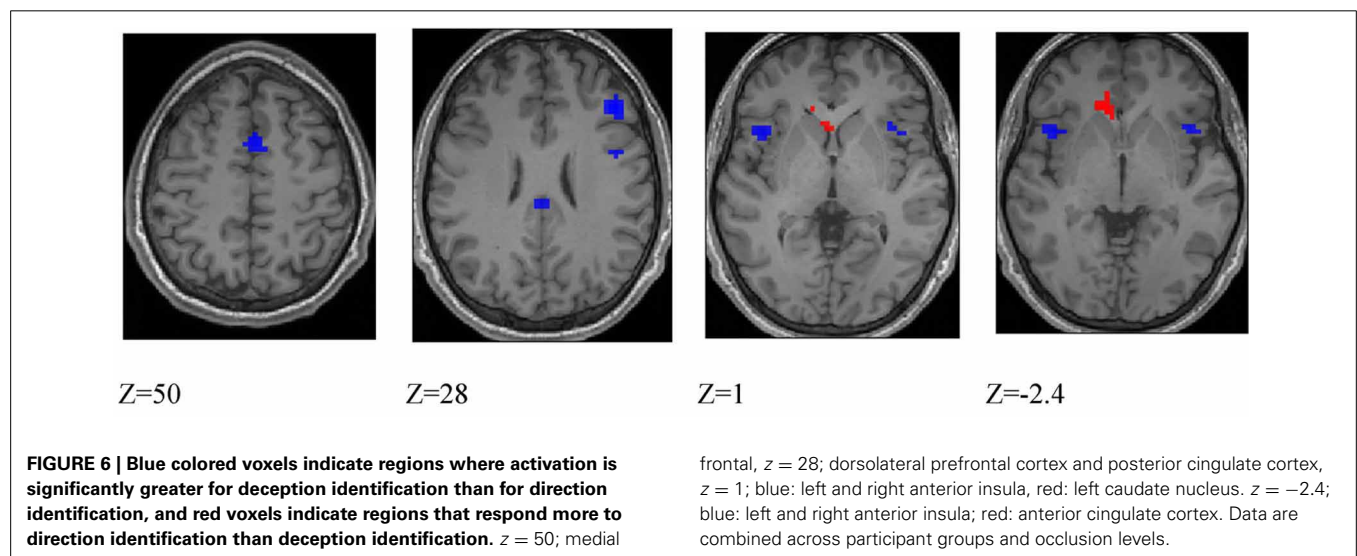 Z=50
Z=28
Z=1
Z=-2.4
FIGURE 6 | Blue colored voxels indicate regions where activation is
significantly greater for deception identification than for direction
identification, and red voxels indicate regions that respond more to
direction identification than deception identification. z = 50; medial
frontal, z = 28; dorsolateral prefrontal cortex and posterior cingulate cortex,
z = 1; blue: left and right anterior insula, red: left caudate nucleus. z = −2.4;
blue: left and right anterior insula; red: anterior cingulate cortex. Data are
combined across participant groups and occlusion levels.